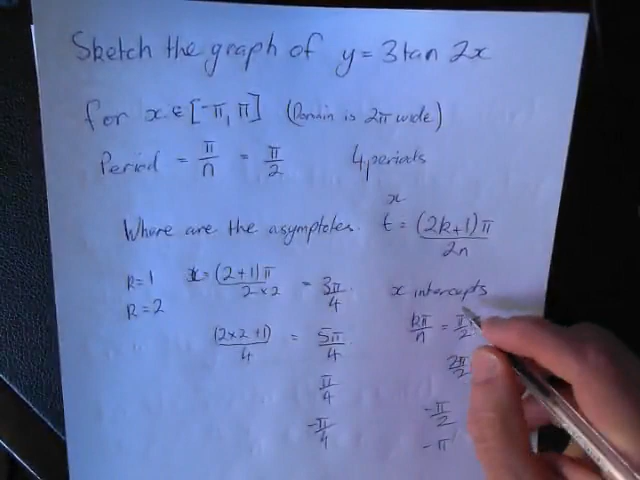 Sketch the graph of y = 3tan 2x
for x ∈ [-π, π] (Domain is 2π wide)
Period = π/n = π/2 4 periods
x
Where are the asymptotes. t = (2k+1)π/2n
k=1 x = (2+1)π/2×2 = 3π/4
k=2
(2×2+1)/4 = 5π/4
π/4
-π/4
x intercepts
kπ/n = π/2
2π/2
-π/2
-π